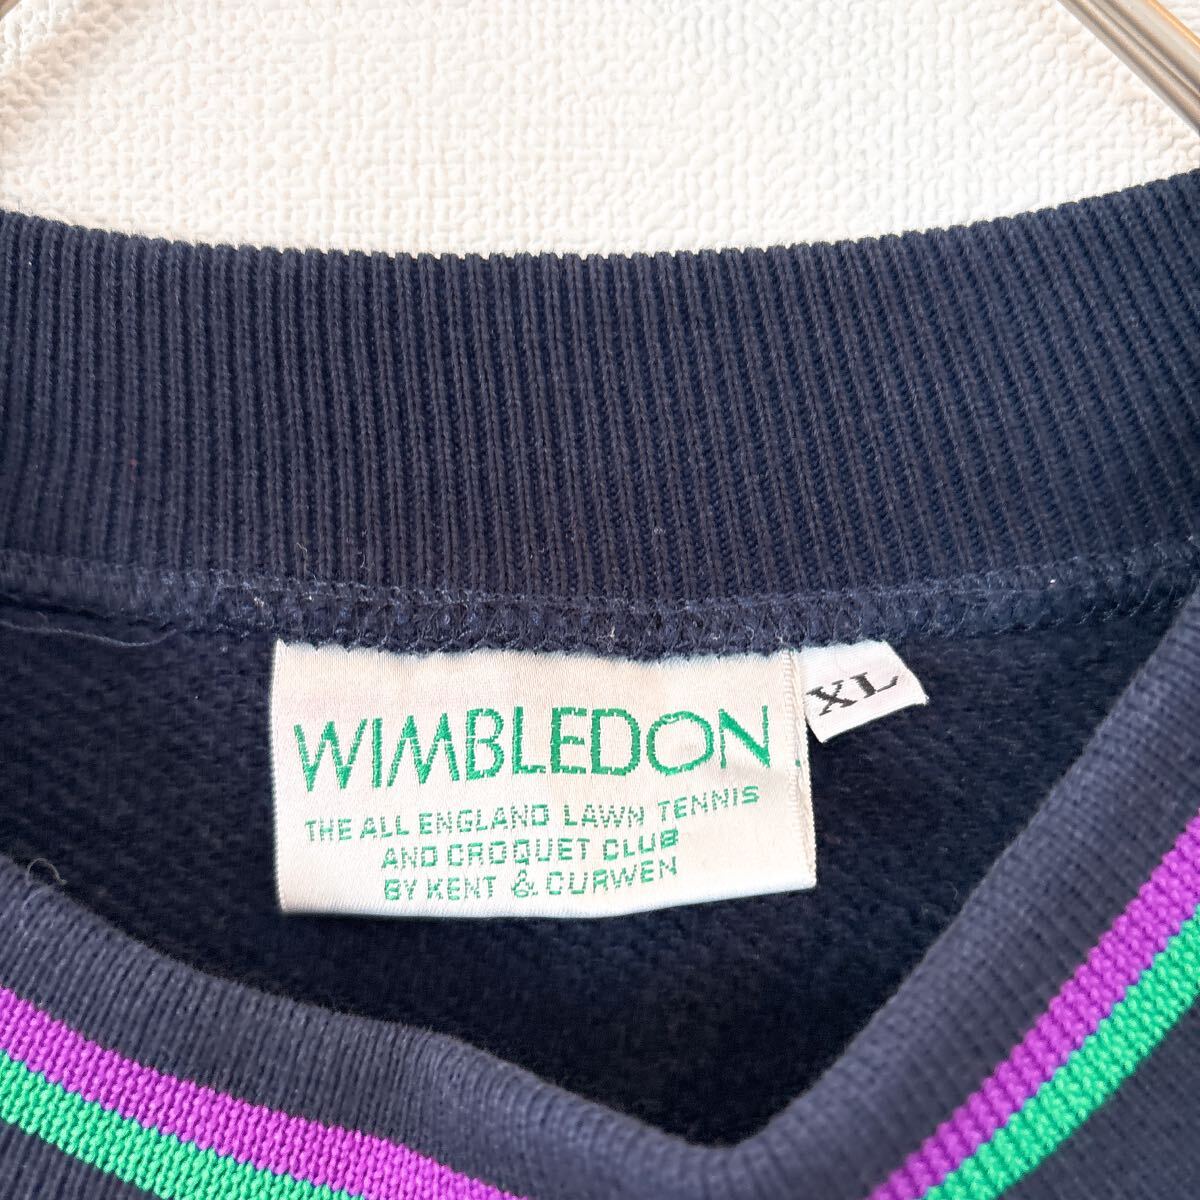 WIMBLEDON
THE ALL ENGLAND LAWN TENNIS
AND CROQUET CLUB
BY KENT & CURWEN
XL